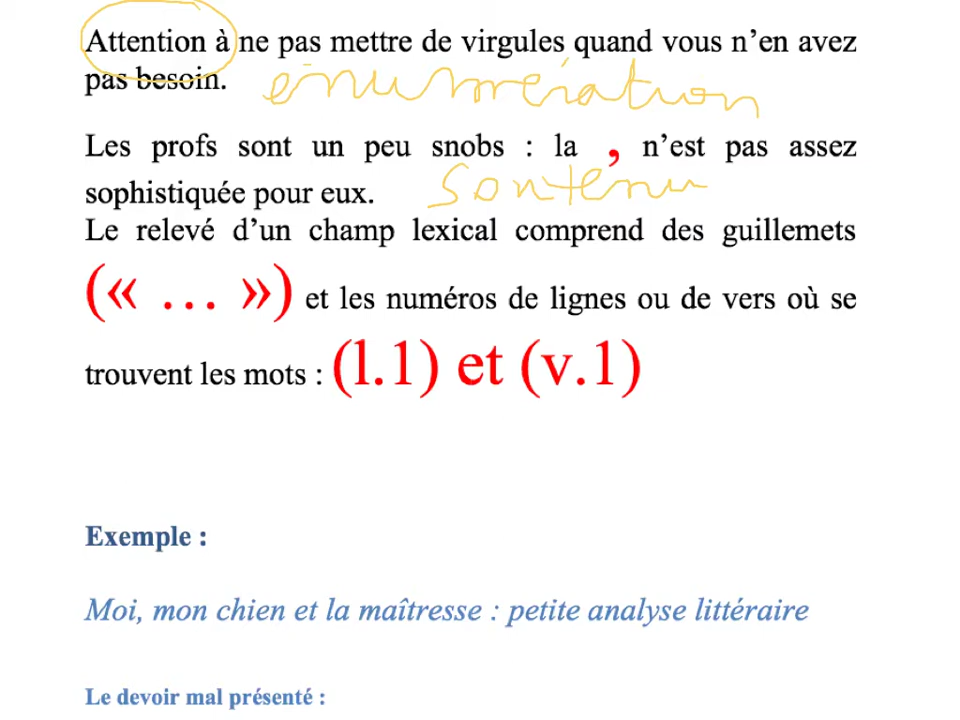 Attention à ne pas mettre de virgules quand vous n’en avez
pas besoin.
énumération
Les profs sont un peu snobs : la , n’est pas assez
sophistiquée pour eux.
soutenu
Le relevé d’un champ lexical comprend des guillemets
(« … ») et les numéros de lignes ou de vers où se
trouvent les mots : (l.1) et (v.1)
Exemple :
Moi, mon chien et la maîtresse : petite analyse littéraire
Le devoir mal présenté :